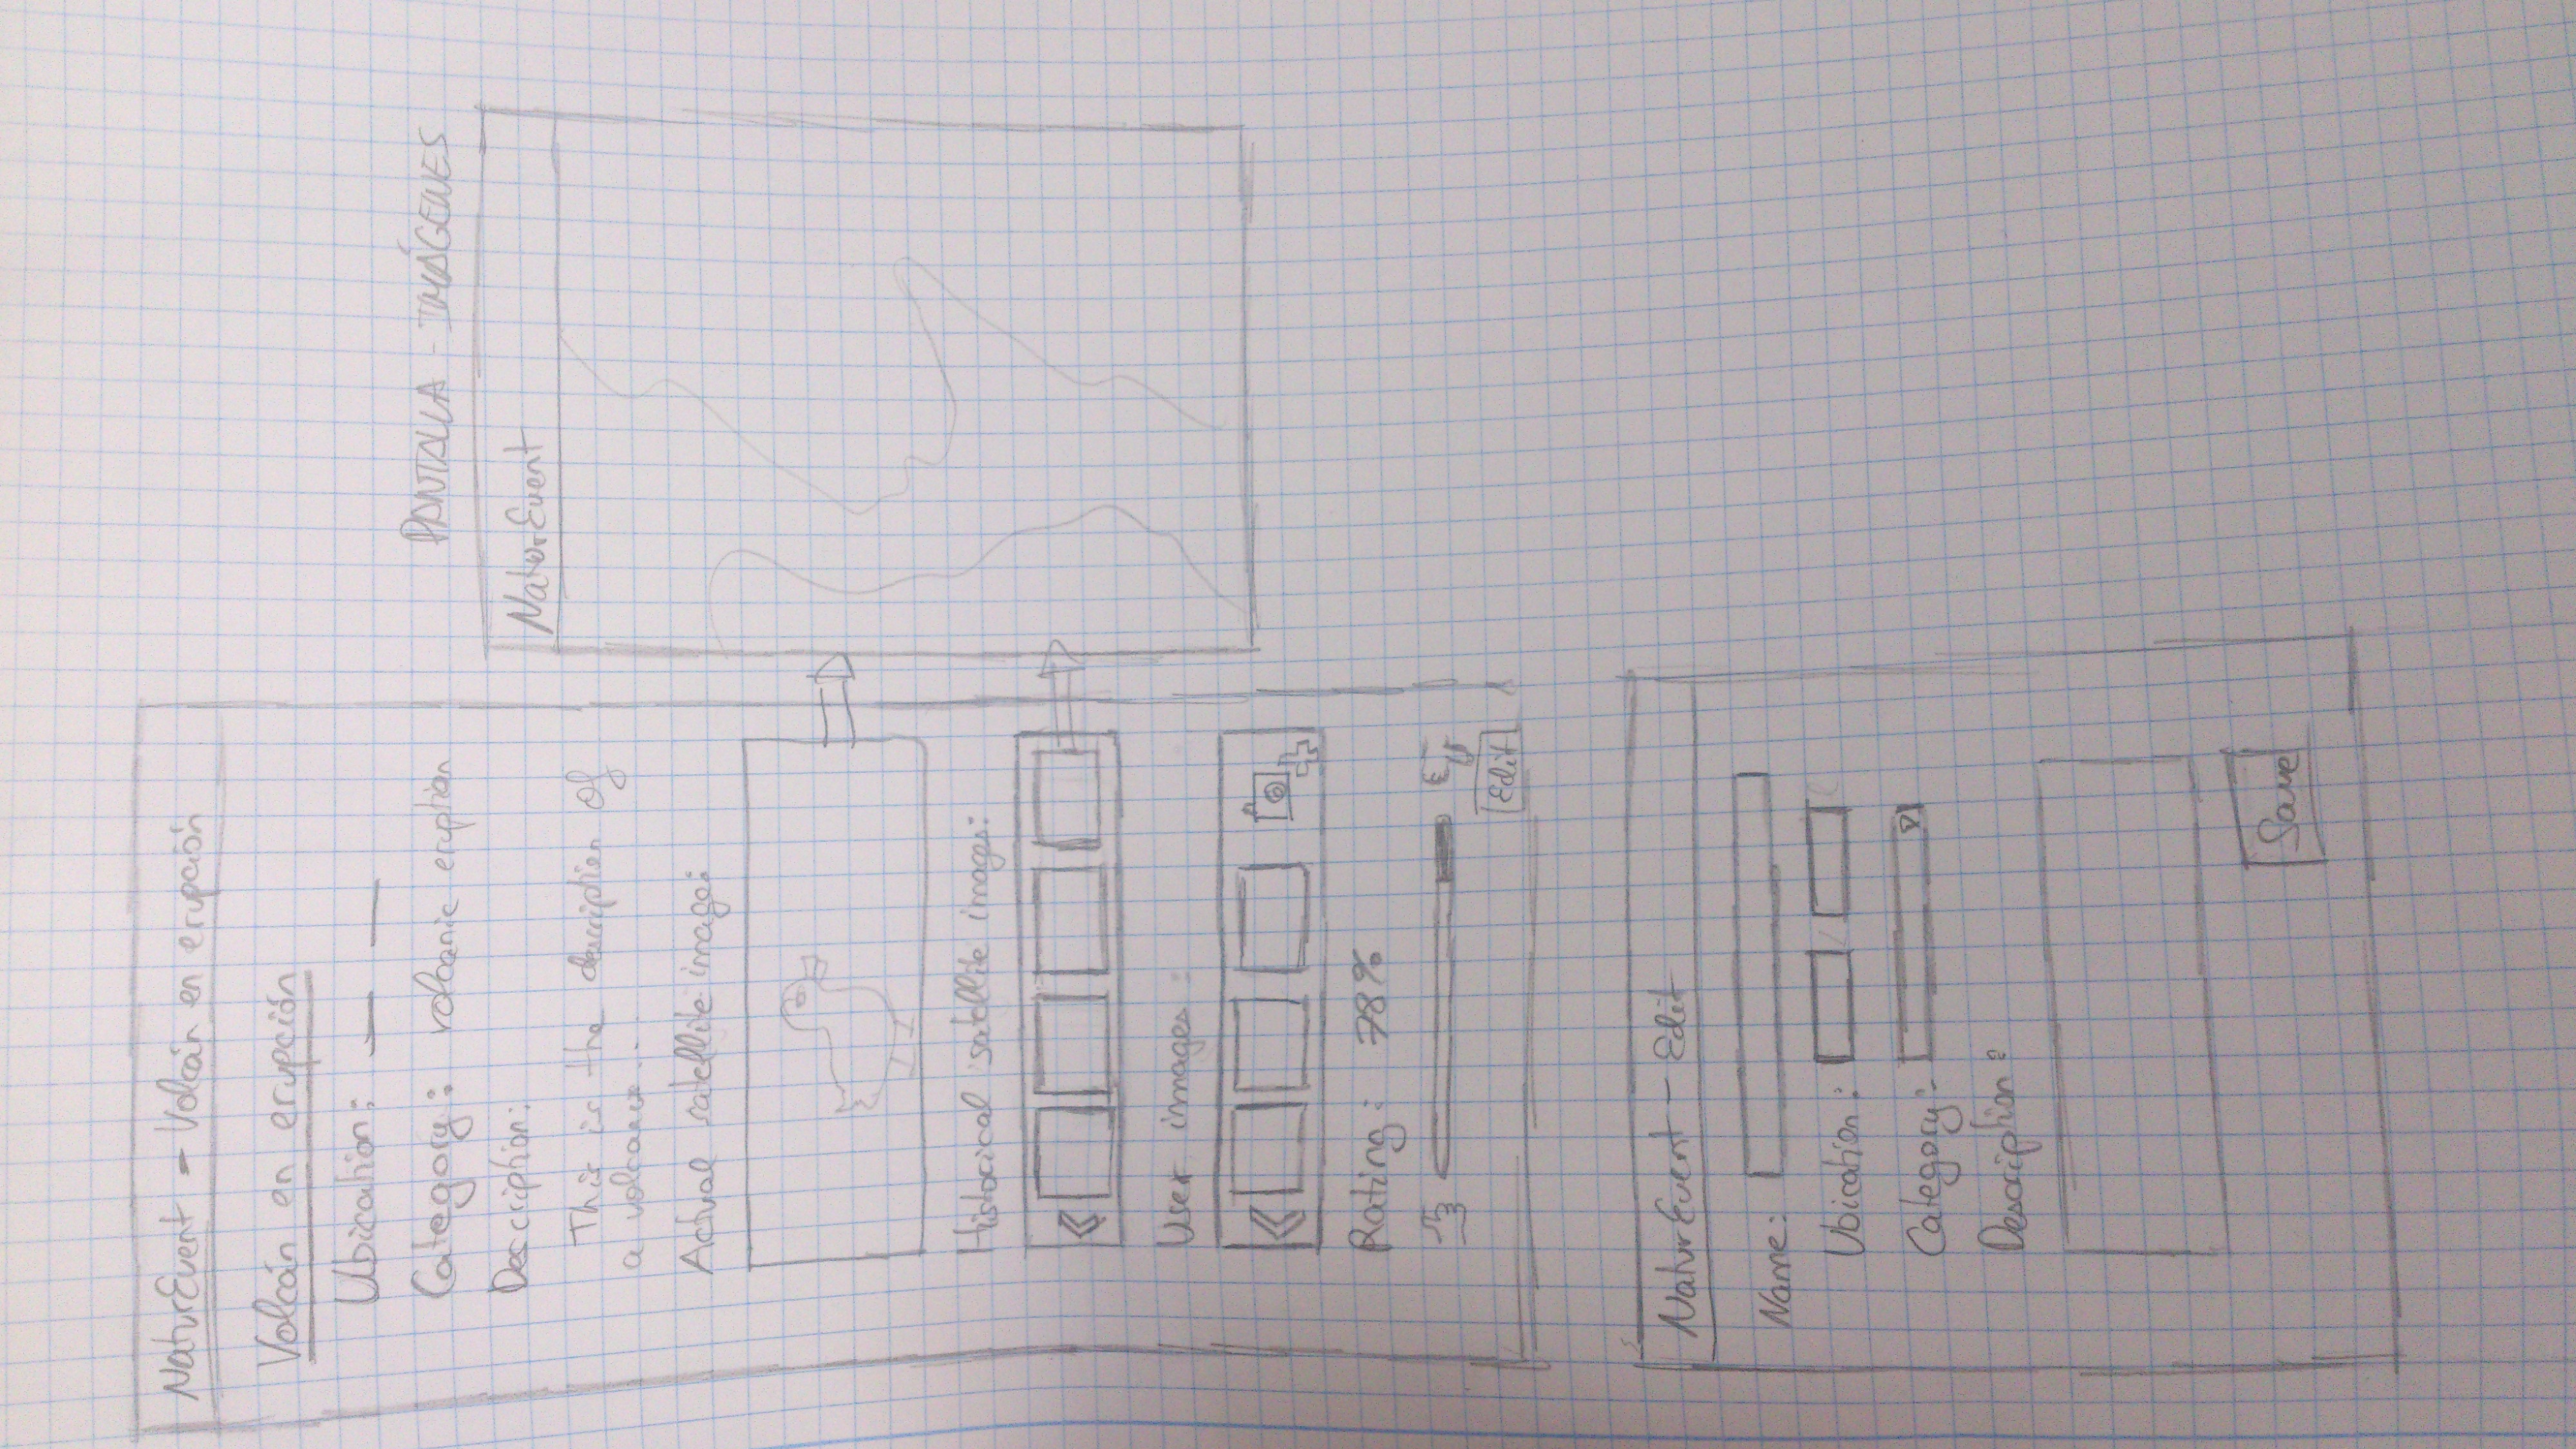 NaturEvent - Volcán en erupción
Volcán en erupción
Ubication:
Category: volcanic eruption
Description:
This is the description of
a volcano...
Actual satellite image:
Historical satellite images:
User images:
Rating: 78%
Edit
PANTALLA - IMÁGENES
NaturEvent
NaturEvent - Edit
Name:
Ubication:
Category:
Description:
Save